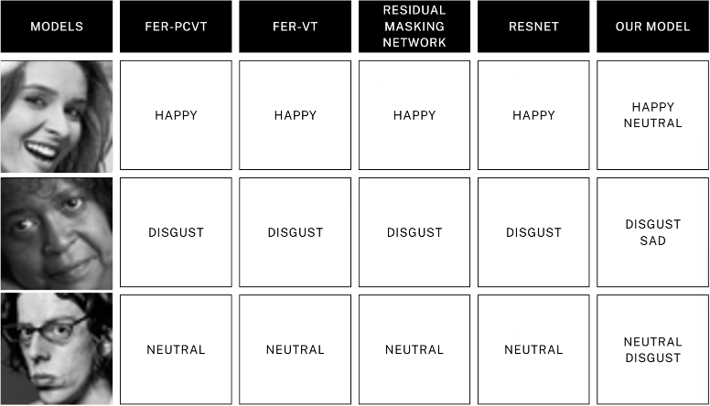 MODELS
FER-PCVT
FER-VT
RESIDUAL
MASKING
NETWORK
RESNET
OUR MODEL
HAPPY
HAPPY
HAPPY
HAPPY
HAPPY
NEUTRAL
DISGUST
DISGUST
DISGUST
DISGUST
DISGUST
SAD
NEUTRAL
NEUTRAL
NEUTRAL
NEUTRAL
NEUTRAL
DISGUST